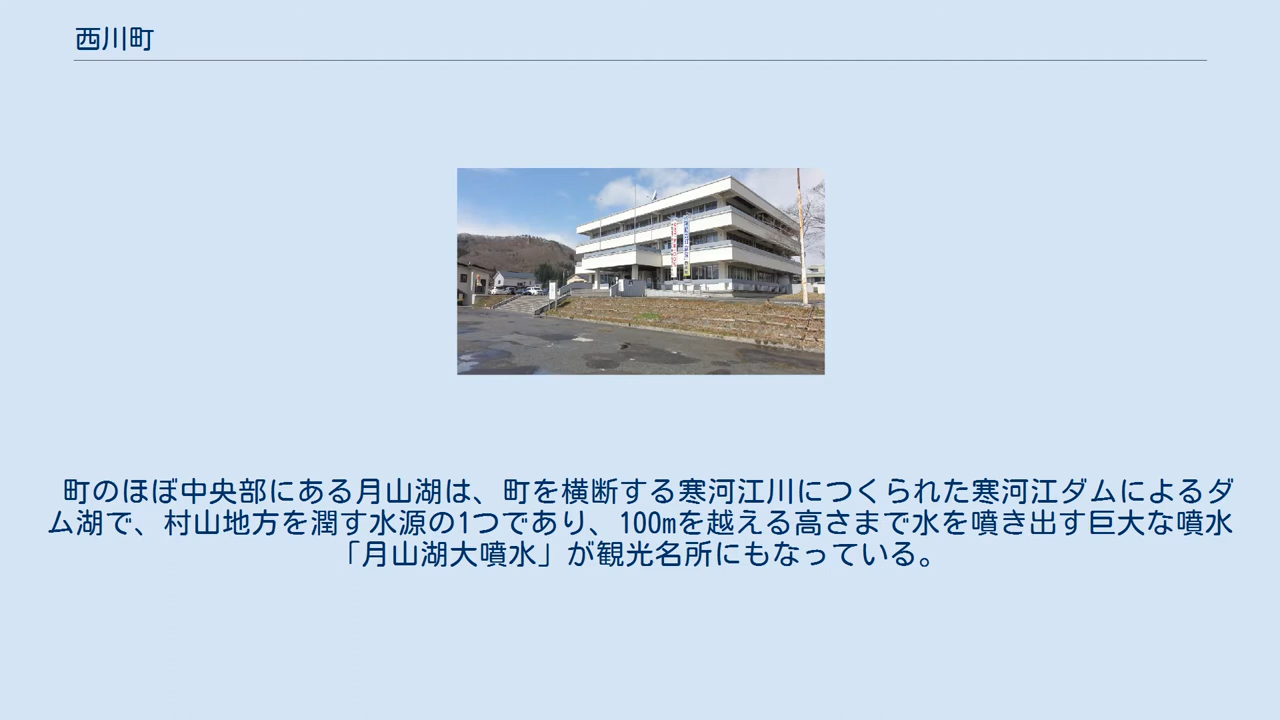 西川町
町のほぼ中央部にある月山湖は、町を横断する寒河江川につくられた寒河江ダムによるダ
ム湖で、村山地方を潤す水源の1つであり、100mを越える高さまで水を噴き出す巨大な噴水
「月山湖大噴水」が観光名所にもなっている。